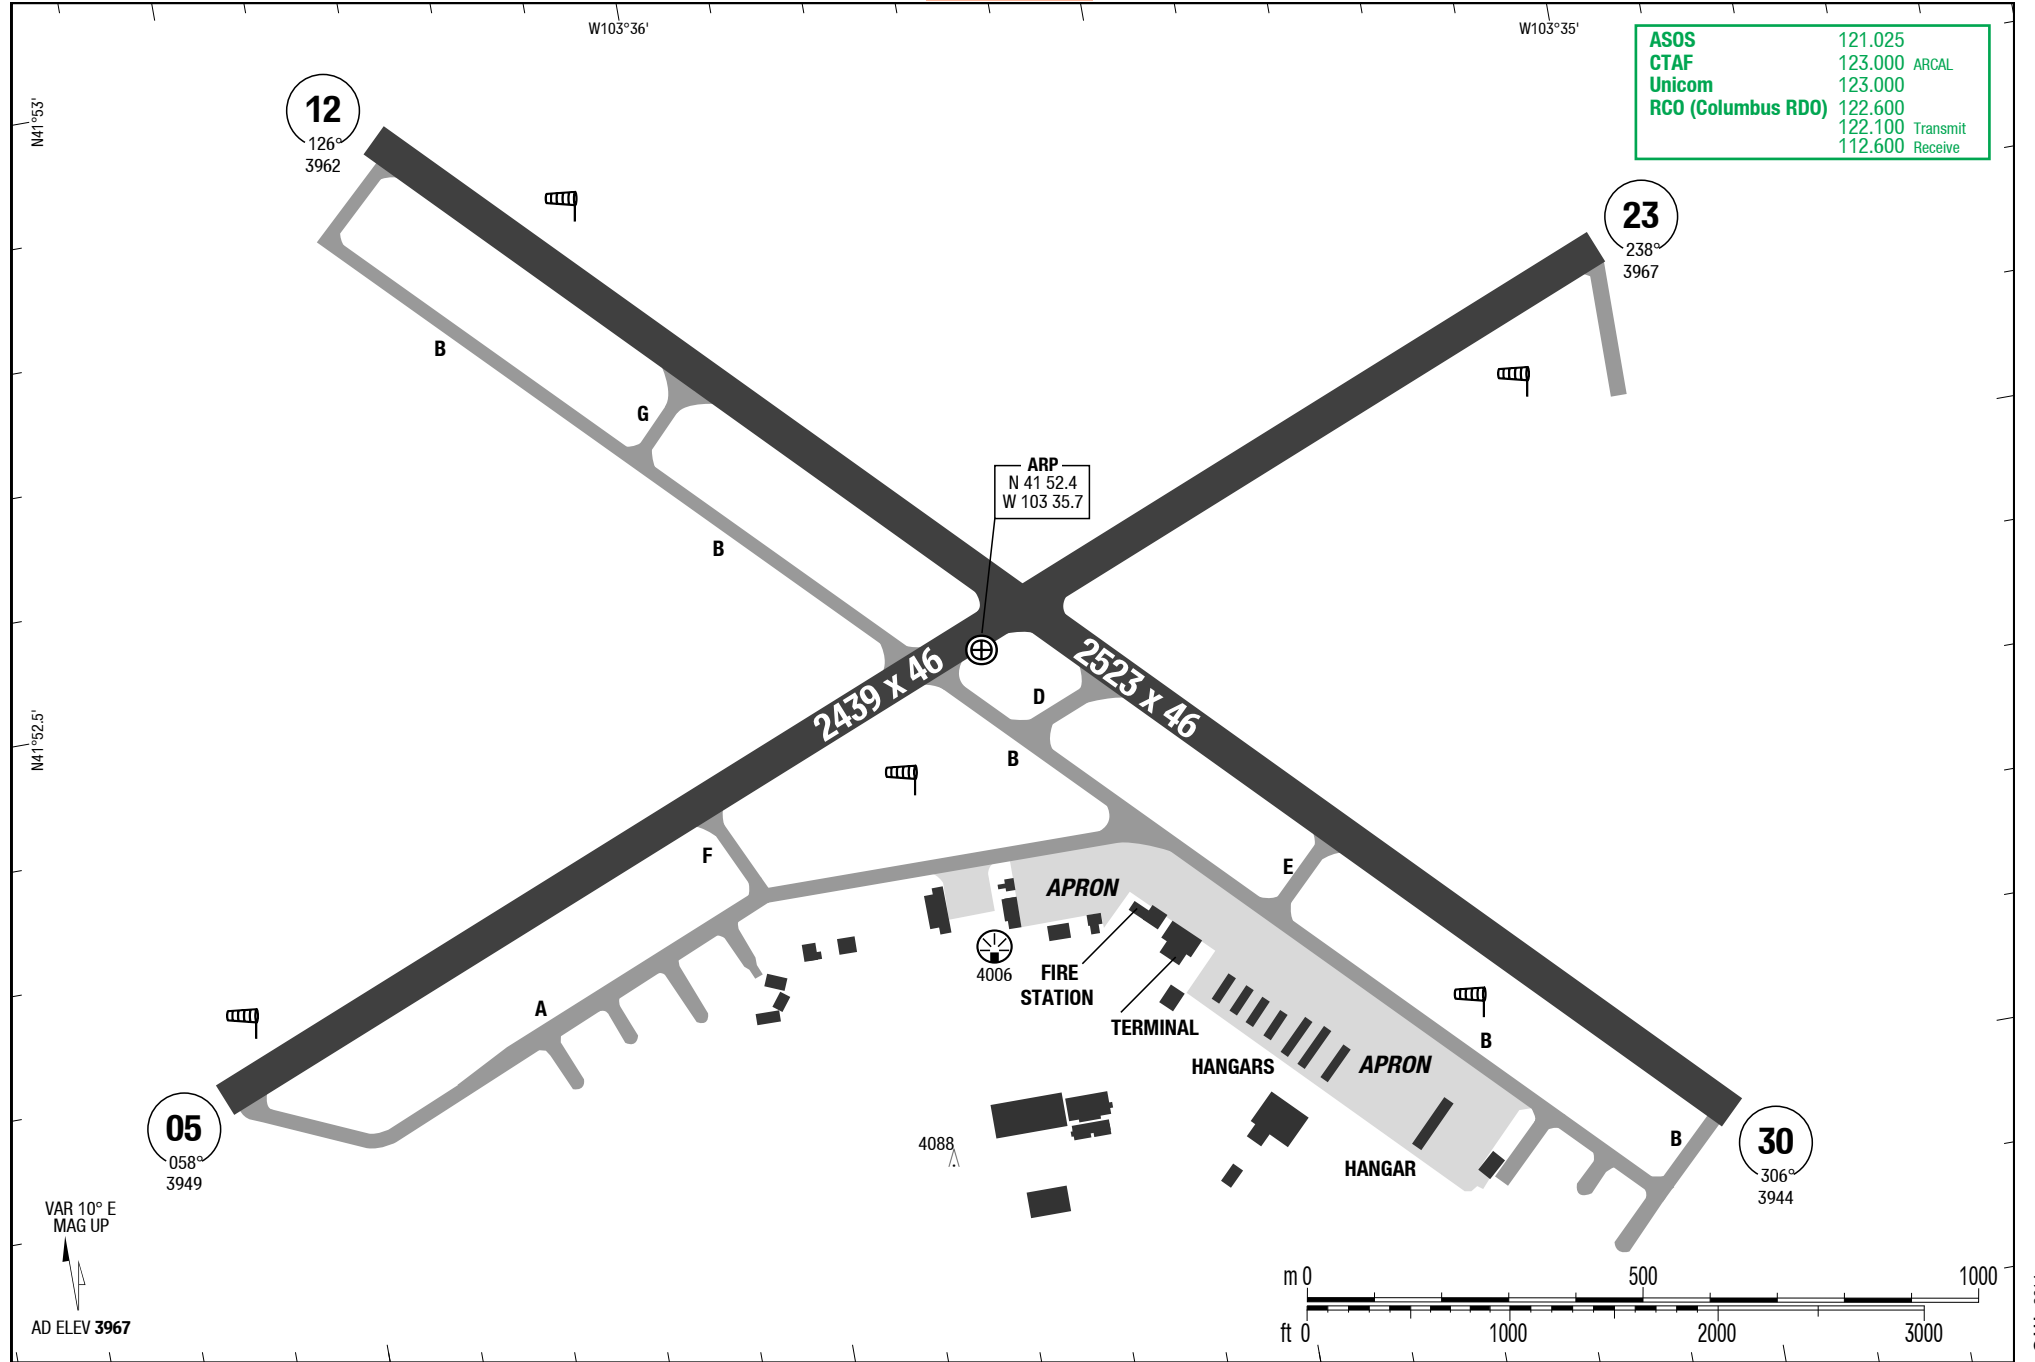 W103°36'
W103°35'
ASOS 121.025
CTAF 123.000 ARCAL
Unicom 123.000
RCO (Columbus RDO) 122.600
122.100 Transmit
112.600 Receive
N41°53'
12
126°
3962
23
238°
3967
B
G
ARP
N 41 52.4
W 103 35.7
B
2439 x 46
2523 x 46
D
B
N41°52.5'
F
E
APRON
4006
FIRE
STATION
A
TERMINAL
HANGARS
APRON
B
05
058°
3949
4088
HANGAR
B
30
306°
3944
VAR 10° E
MAG UP
AD ELEV 3967
m 0 500 1000
ft 0 1000 2000 3000